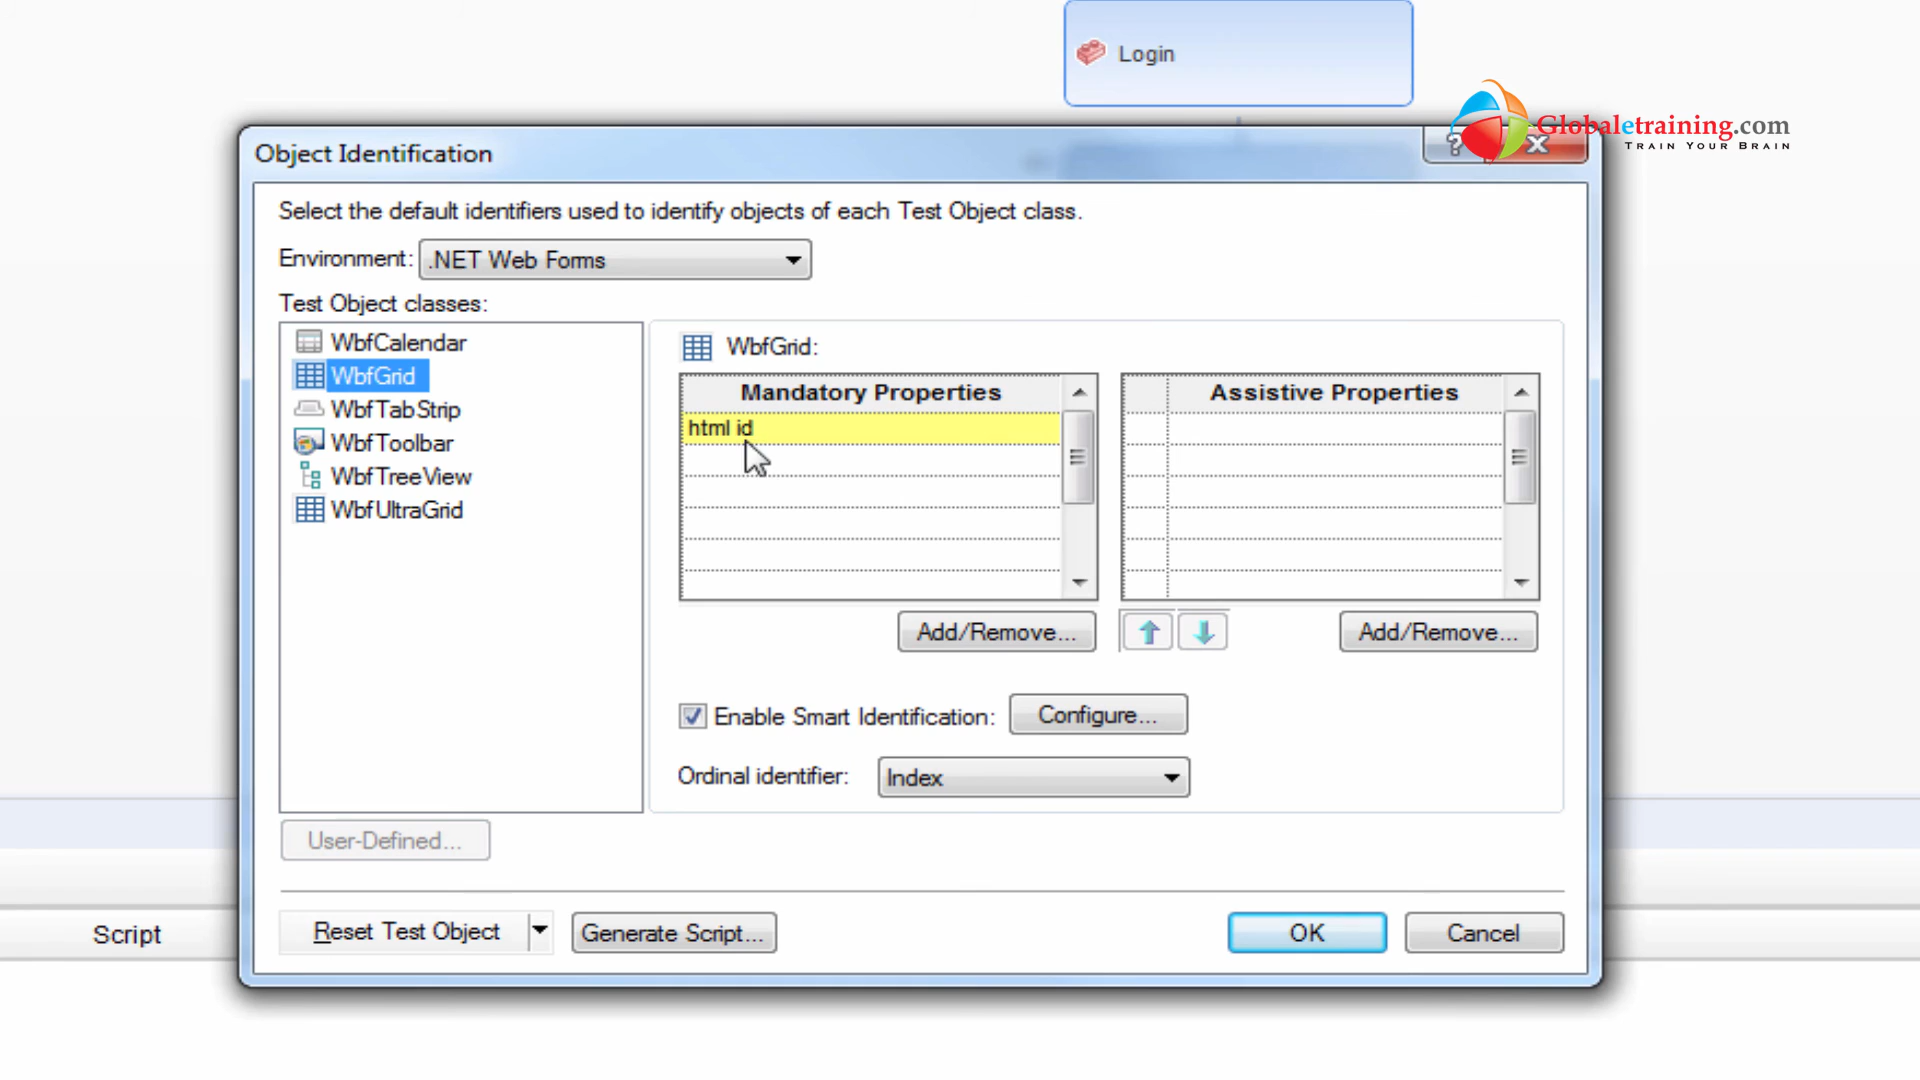 Login
Globaletraining.com
TRAIN YOUR BRAIN
Object Identification
Select the default identifiers used to identify objects of each Test Object class.
Environment: .NET Web Forms
Test Object classes:
WbfCalendar
WbfGrid
WbfTabStrip
WbfToolbar
WbfTreeView
WbfUltraGrid
WbfGrid:
Mandatory Properties
html id
Assistive Properties
Add/Remove...
Add/Remove...
Enable Smart Identification: Configure...
Ordinal identifier: Index
User-Defined...
Reset Test Object
Generate Script...
OK
Cancel
Script